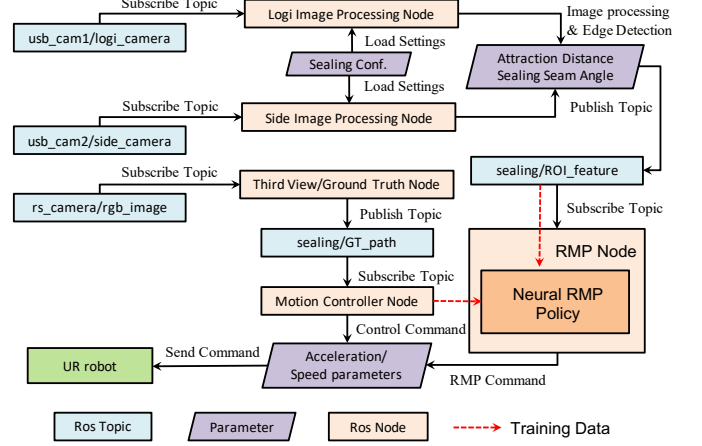 Subscribe Topic
Logi Image Processing Node
Image processing
& Edge Detection
usb_cam1/logi_camera
Load Settings
Sealing Conf.
Attraction Distance
Sealing Seam Angle
Load Settings
Subscribe Topic
Publish Topic
Side Image Processing Node
usb_cam2/side_camera
Subscribe Topic
sealing/ROI_feature
Third View/Ground Truth Node
rs_camera/rgb_image
Publish Topic
Subscribe Topic
sealing/GT_path
RMP Node
Subscribe Topic
Neural RMP
Policy
Motion Controller Node
Control Command
Send Command
Acceleration/
Speed parameters
UR robot
RMP Command
Ros Topic
Parameter
Ros Node
Training Data